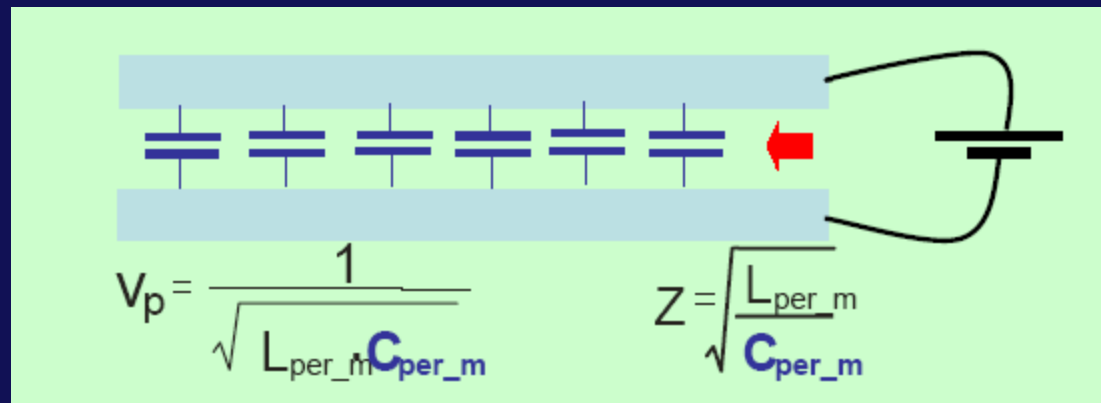 Vp = 1 / √(Lper_m·Cper_m)
Z = √(Lper_m / Cper_m)